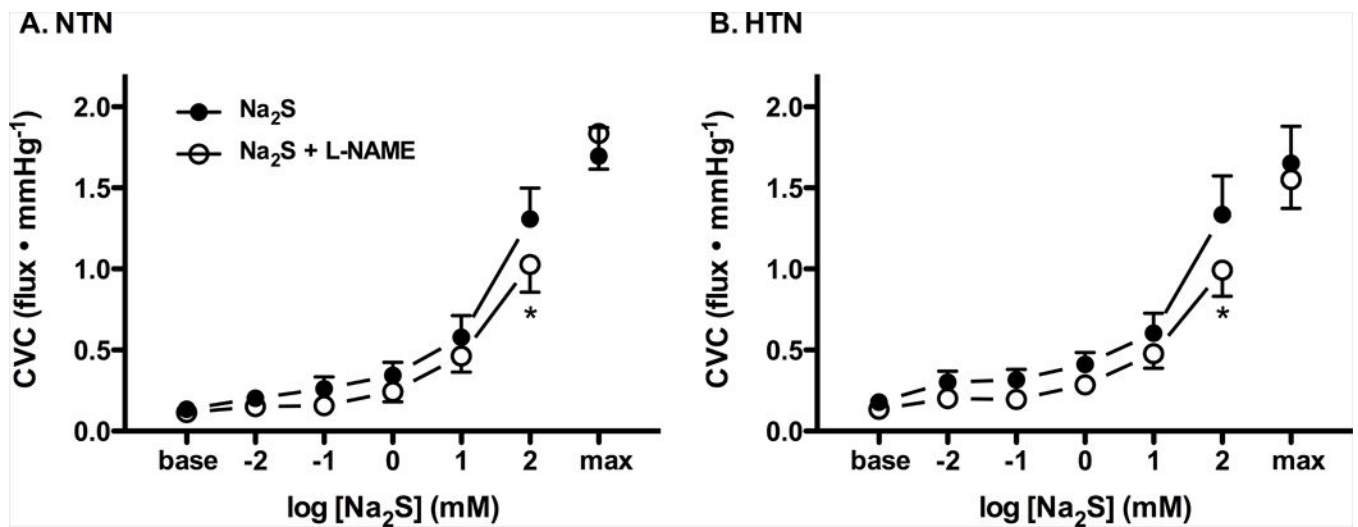 A. NTN
CVC (flux • mmHg⁻¹)
2.0
1.5
1.0
0.5
0.0
Na₂S
Na₂S + L-NAME
*
base -2 -1 0 1 2 max
log [Na₂S] (mM)
B. HTN
CVC (flux • mmHg⁻¹)
2.0
1.5
1.0
0.5
0.0
*
base -2 -1 0 1 2 max
log [Na₂S] (mM)